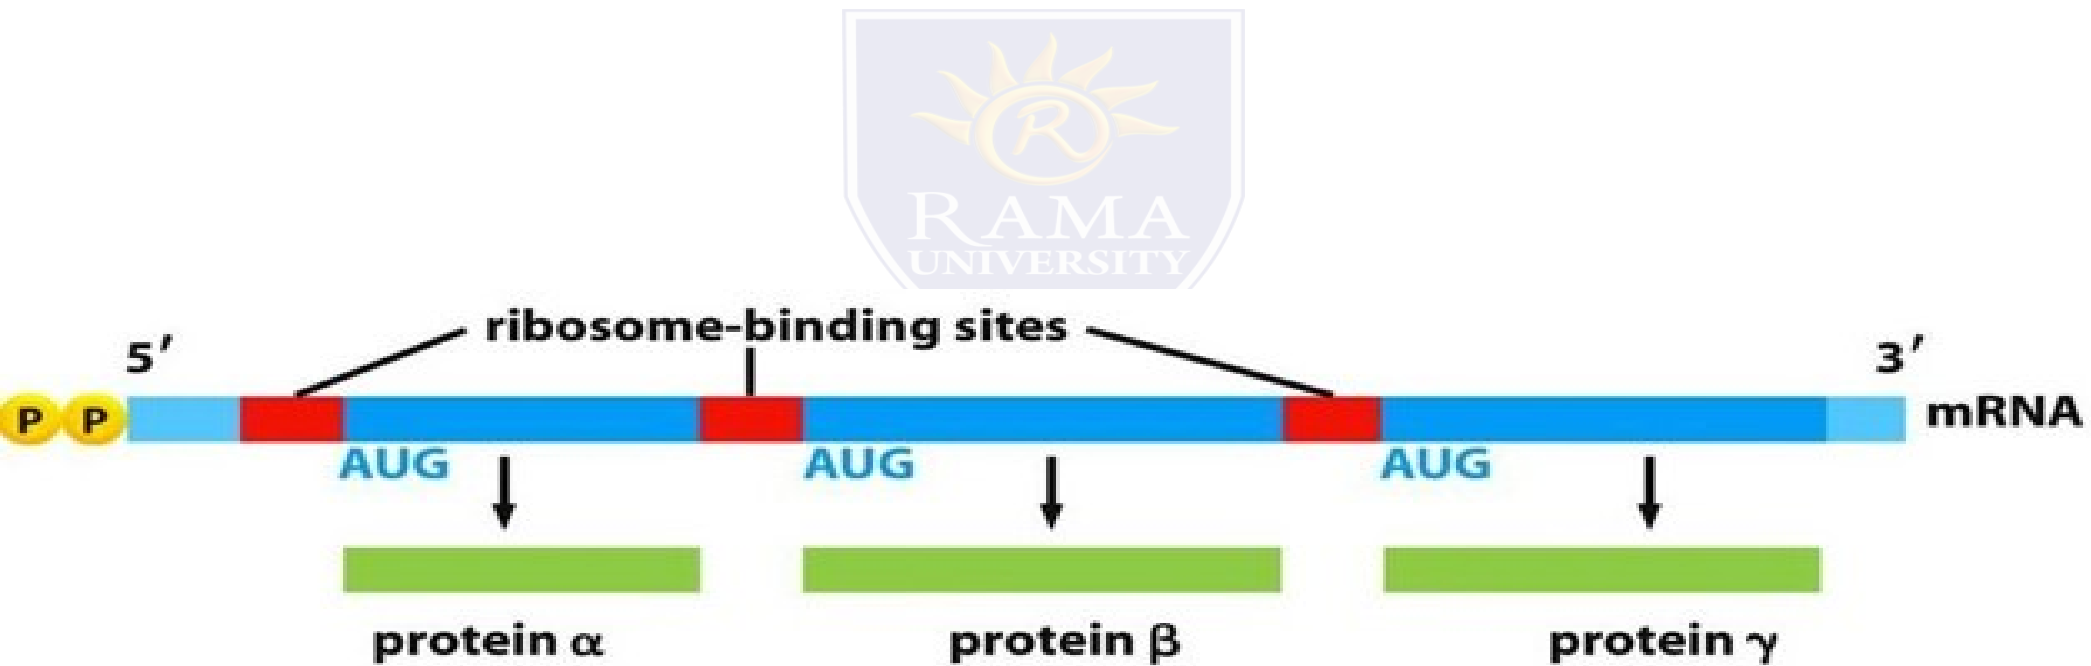 R
RAMA
UNIVERSITY
ribosome-binding sites
5′
3′
P P
mRNA
AUG AUG AUG
protein α protein β protein γ